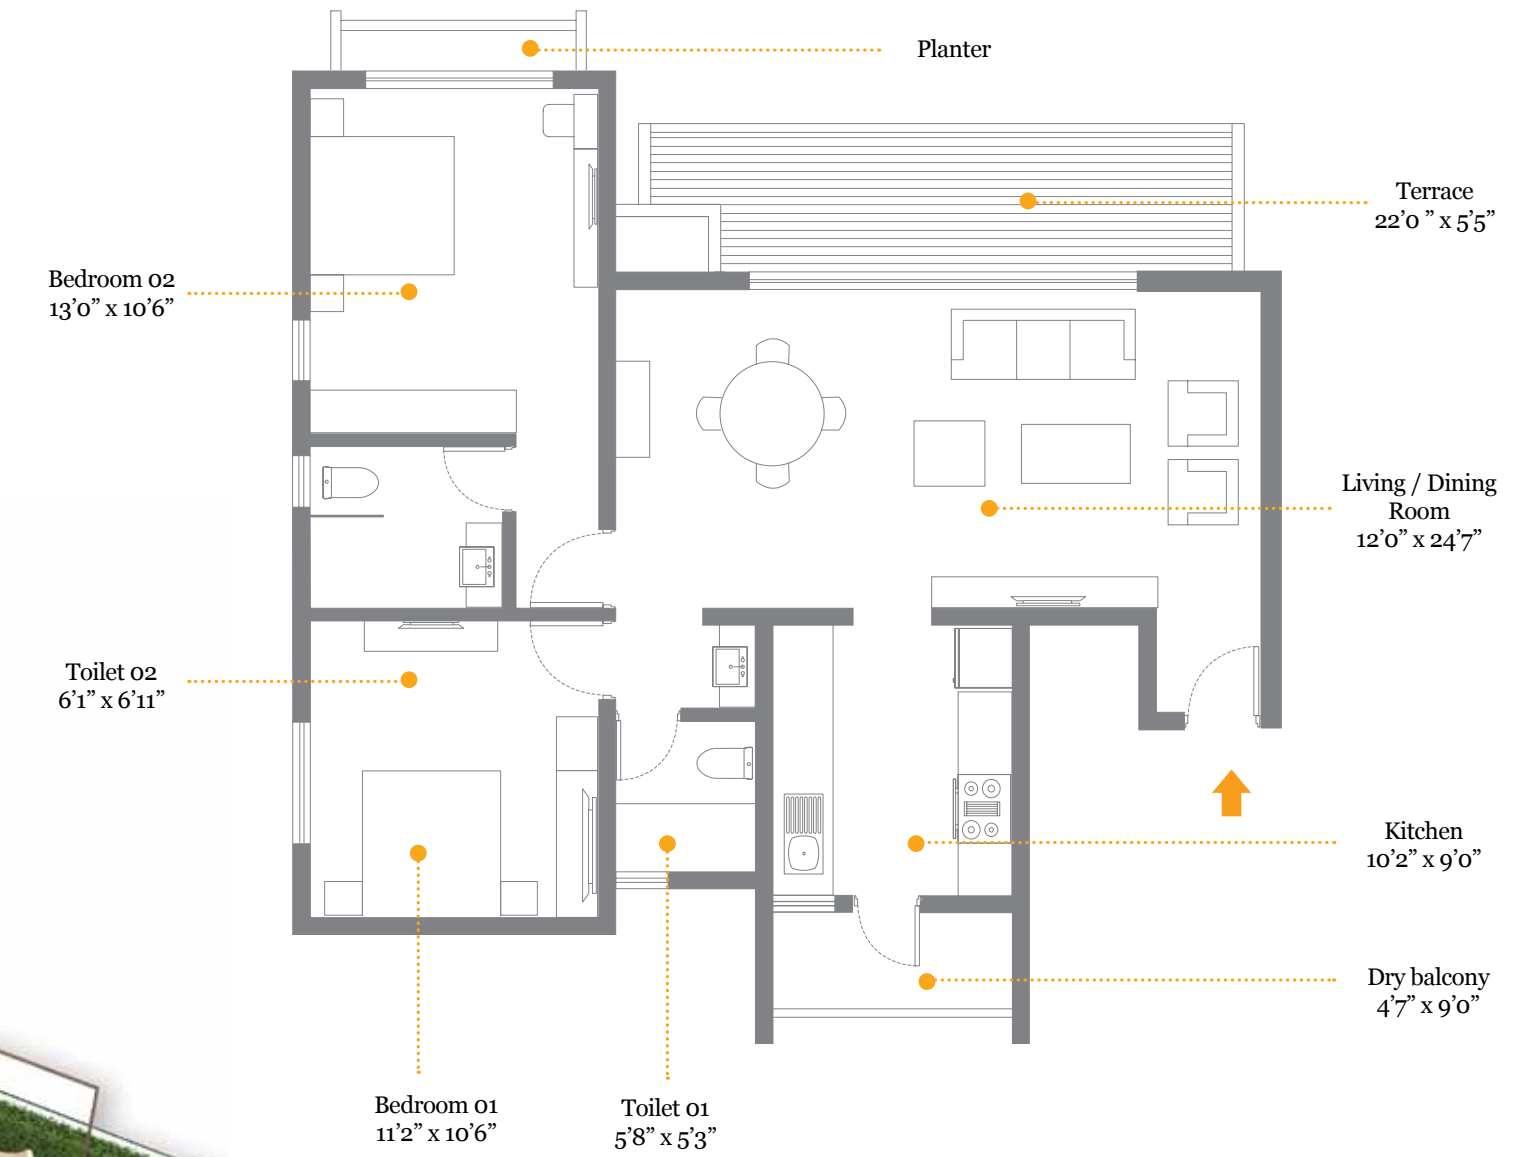 Planter
Terrace
22’0 ” x 5’5”
Bedroom 02
13’0” x 10’6”
Living / Dining
Room
12’0” x 24’7”
Toilet 02
6’1” x 6’11”
Kitchen
10’2” x 9’0”
Dry balcony
4’7” x 9’0”
Bedroom 01
11’2” x 10’6”
Toilet 01
5’8” x 5’3”